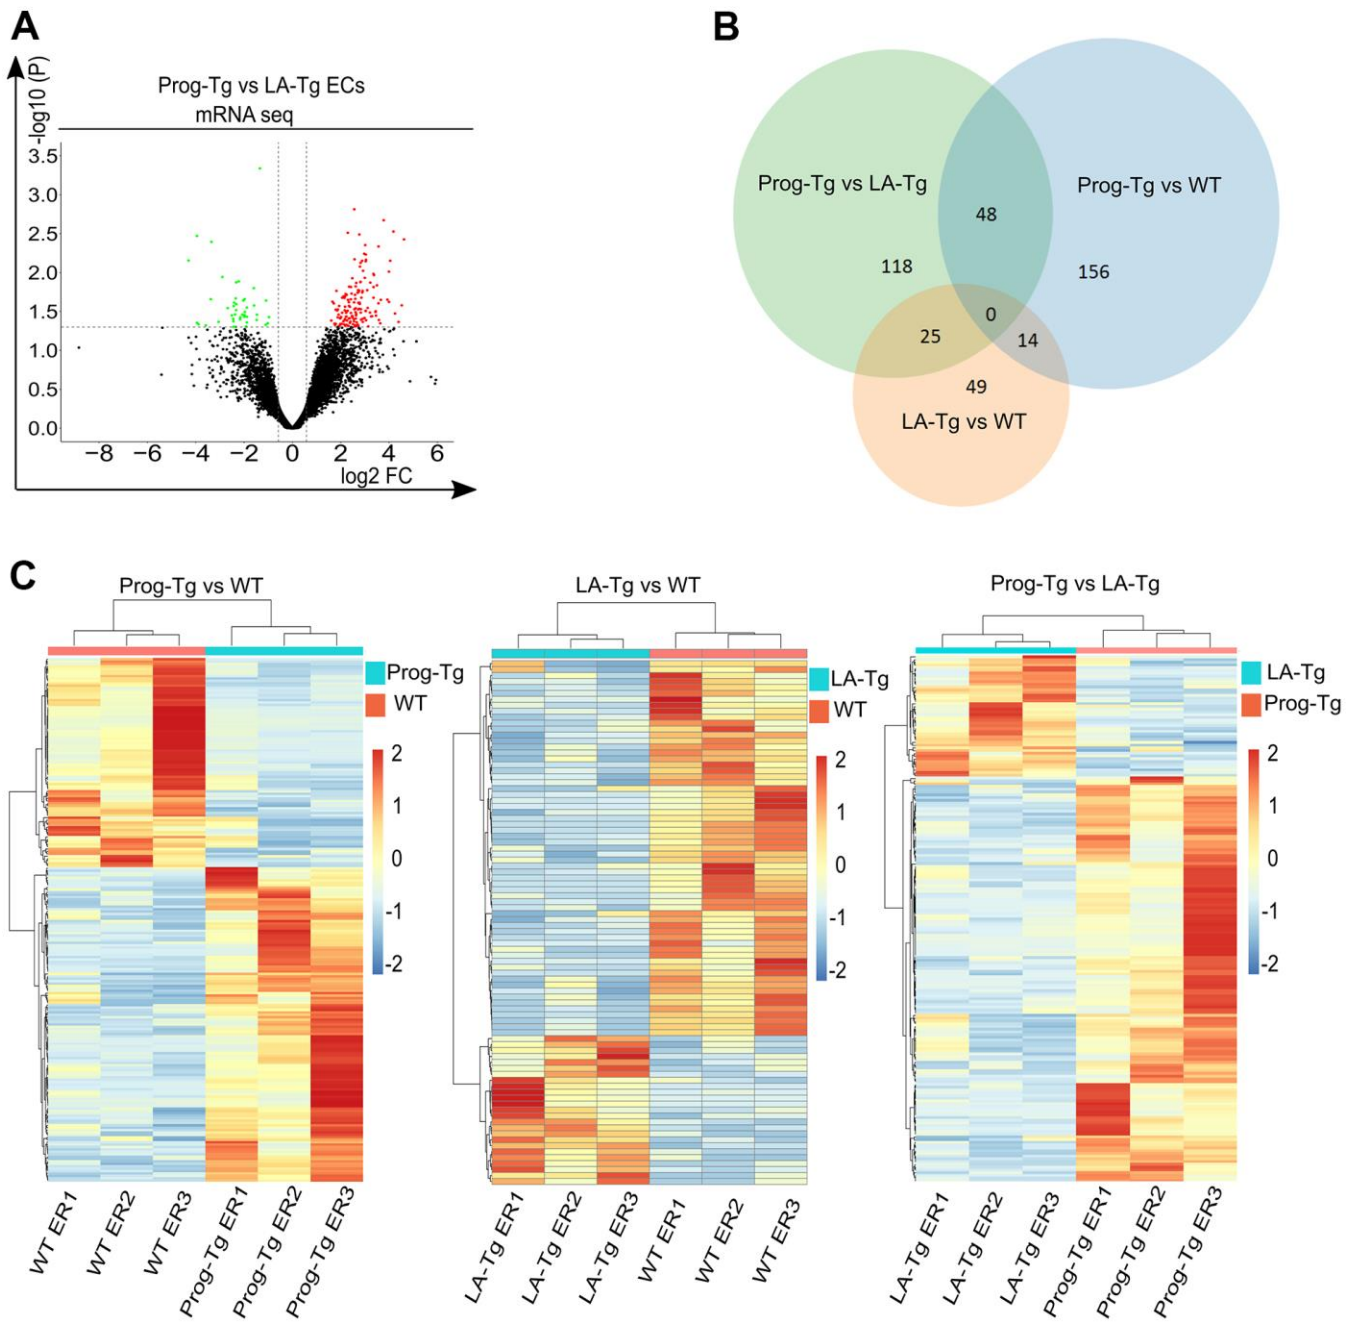 A
-log10 (P)
Prog-Tg vs LA-Tg ECs
mRNA seq
3.5
3.0
2.5
2.0
1.5
1.0
0.5
0.0
−8 −6 −4 −2 0 2 4 6
log2 FC
B
Prog-Tg vs LA-Tg
Prog-Tg vs WT
48
118
156
0
25
14
49
LA-Tg vs WT
C
Prog-Tg vs WT
Prog-Tg
WT
2
1
0
-1
-2
WT ER1
WT ER2
WT ER3
Prog-Tg ER1
Prog-Tg ER2
Prog-Tg ER3
LA-Tg vs WT
LA-Tg
WT
2
1
0
-1
-2
LA-Tg ER1
LA-Tg ER2
LA-Tg ER3
WT ER1
WT ER2
WT ER3
Prog-Tg vs LA-Tg
LA-Tg
Prog-Tg
2
1
0
-1
-2
LA-Tg ER1
LA-Tg ER2
LA-Tg ER3
Prog-Tg ER1
Prog-Tg ER2
Prog-Tg ER3